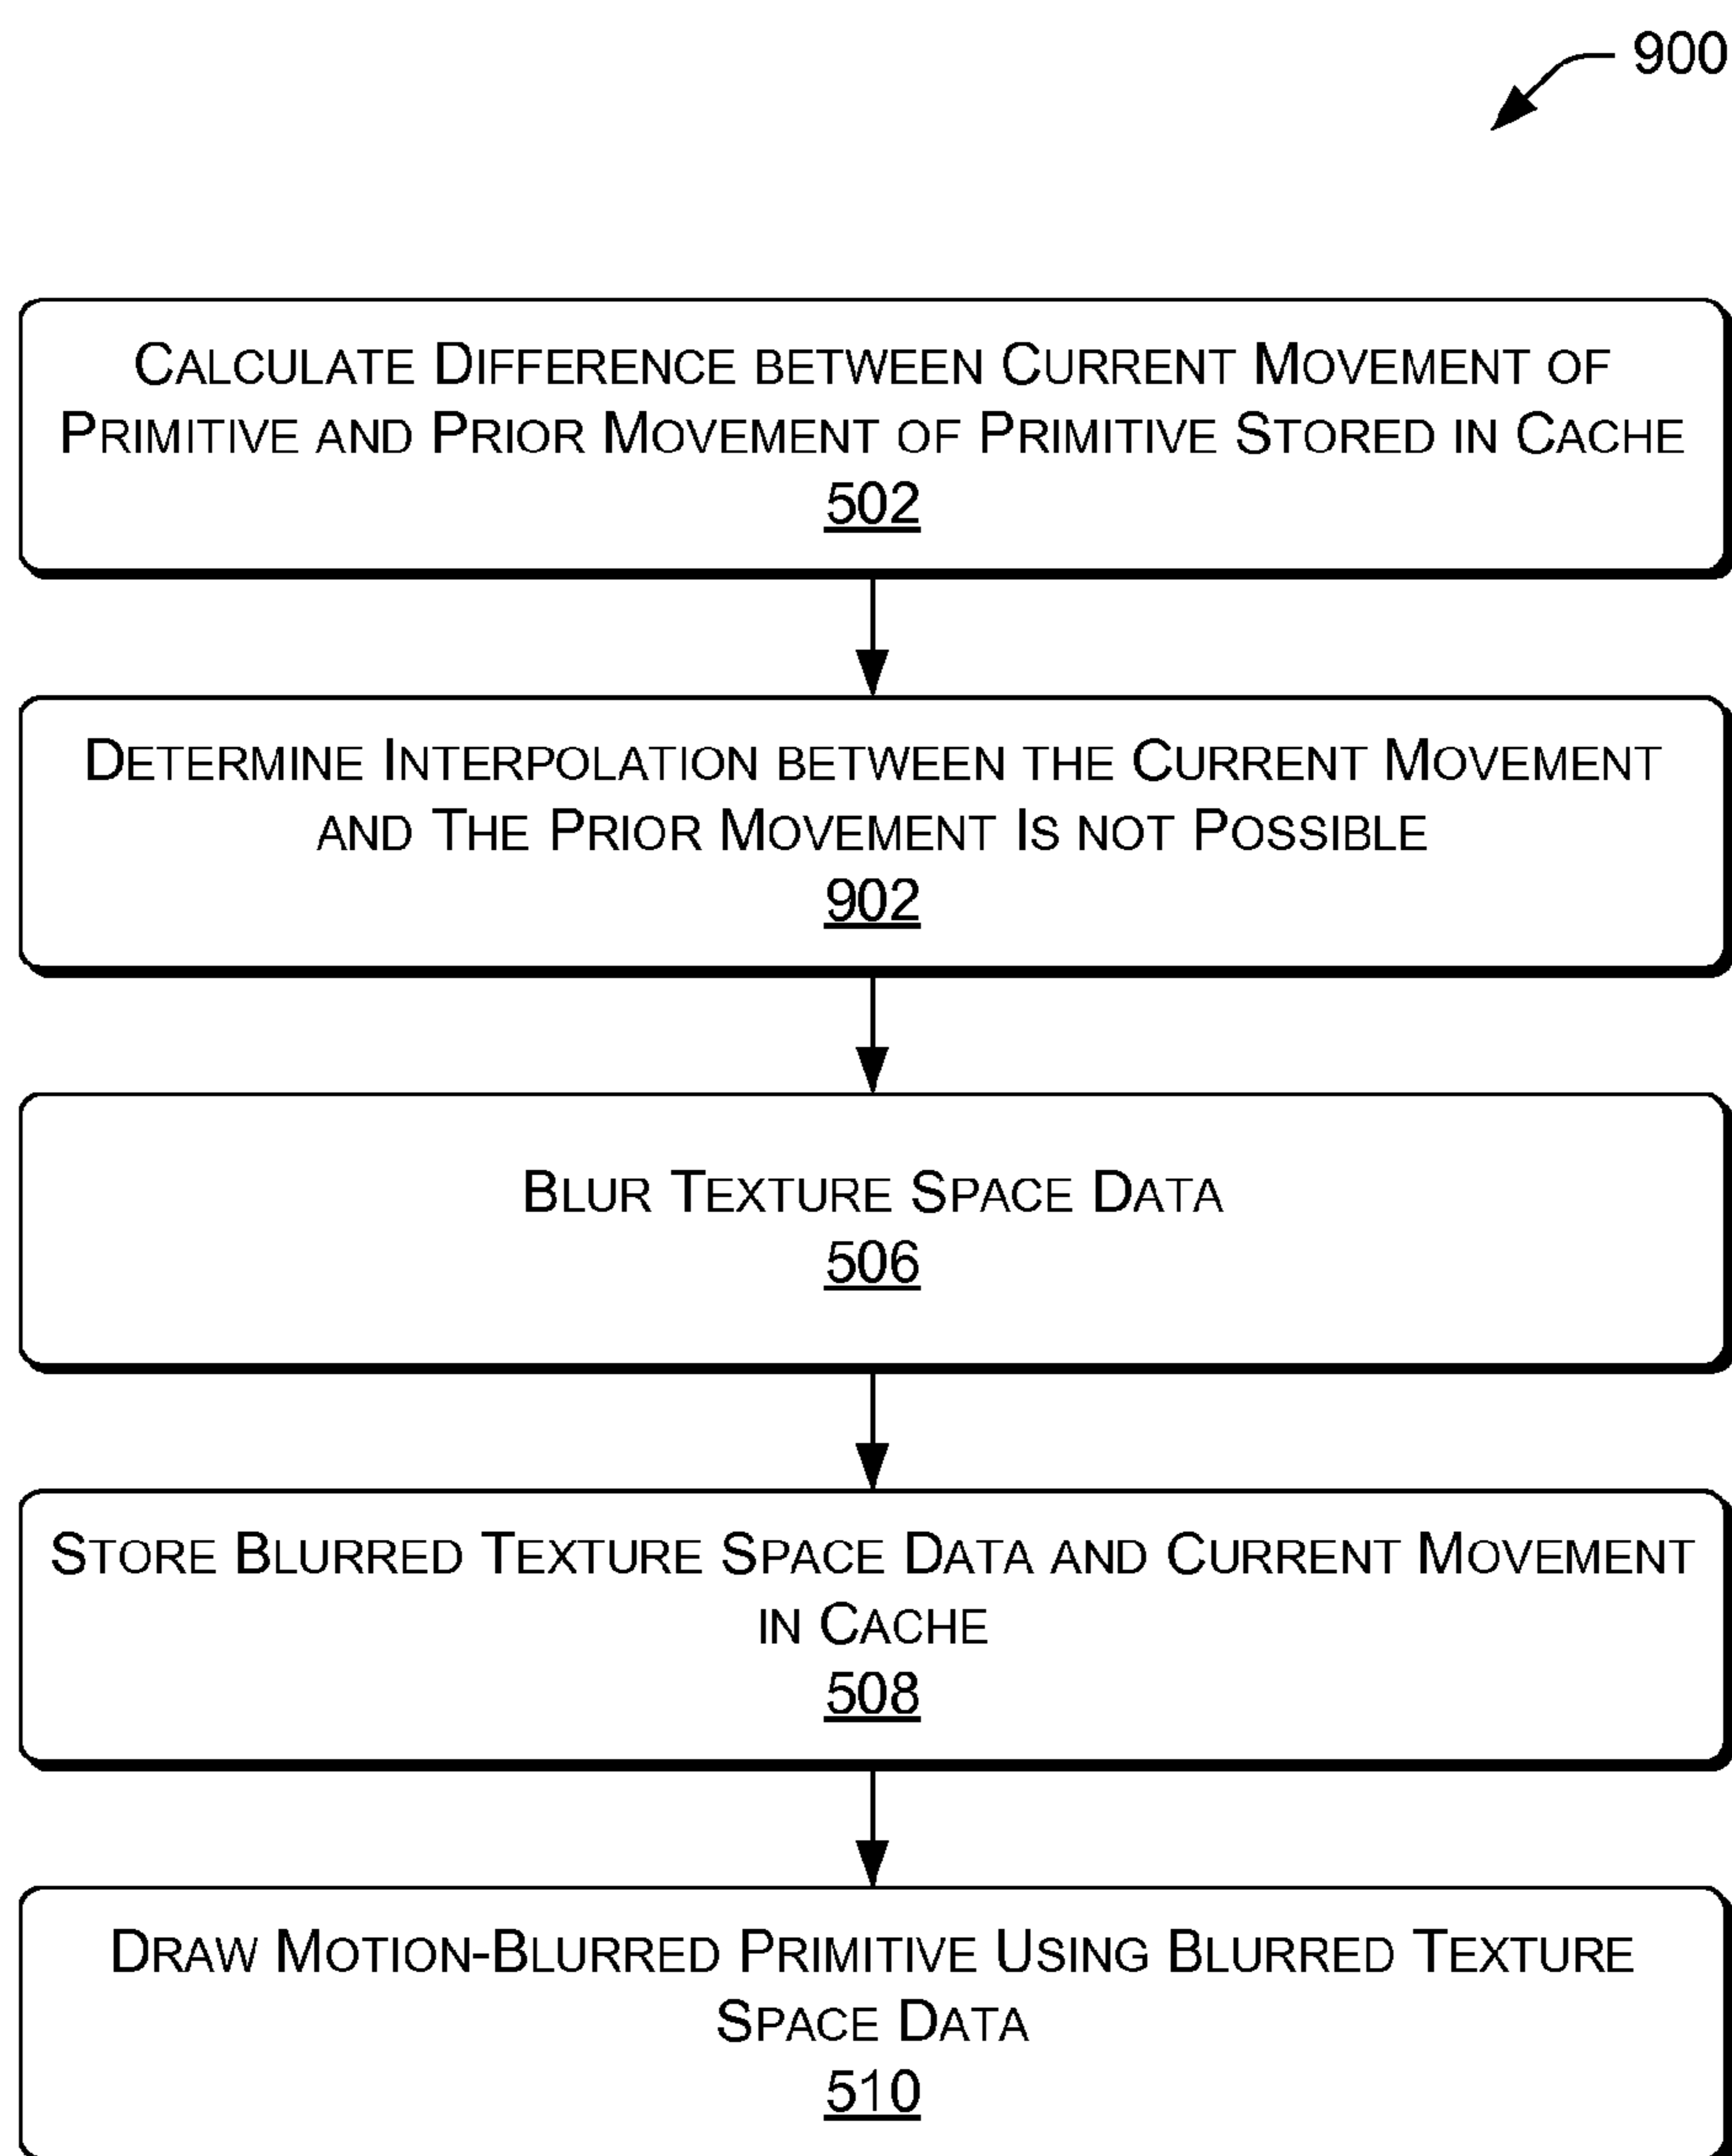 900
CALCULATE DIFFERENCE BETWEEN CURRENT MOVEMENT OF
PRIMITIVE AND PRIOR MOVEMENT OF PRIMITIVE STORED IN CACHE
502
DETERMINE INTERPOLATION BETWEEN THE CURRENT MOVEMENT
AND THE PRIOR MOVEMENT IS NOT POSSIBLE
902
BLUR TEXTURE SPACE DATA
506
STORE BLURRED TEXTURE SPACE DATA AND CURRENT MOVEMENT
IN CACHE
508
DRAW MOTION-BLURRED PRIMITIVE USING BLURRED TEXTURE
SPACE DATA
510